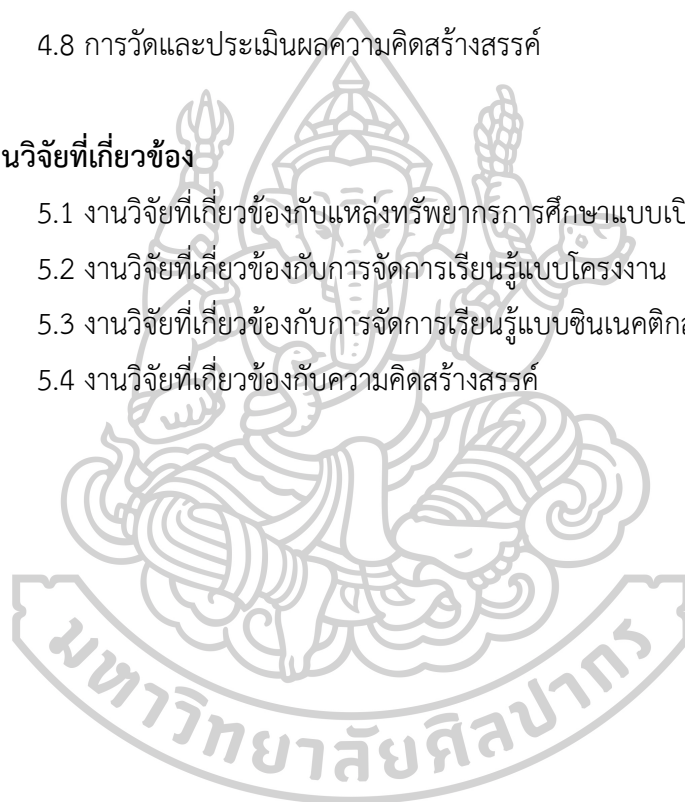 4.8 การวัดและประเมินผลความคิดสร้างสรรค์
นวิจัยที่เกี่ยวข้อง
5.1 งานวิจัยที่เกี่ยวข้องกับแหล่งทรัพยากรการศึกษาแบบเปิ
5.2 งานวิจัยที่เกี่ยวข้องกับการจัดการเรียนรู้แบบโครงงาน
5.3 งานวิจัยที่เกี่ยวข้องกับการจัดการเรียนรู้แบบซินเนคติกส
5.4 งานวิจัยที่เกี่ยวข้องกับความคิดสร้างสรรค์
มหาวิทยาลัยศิลปากร